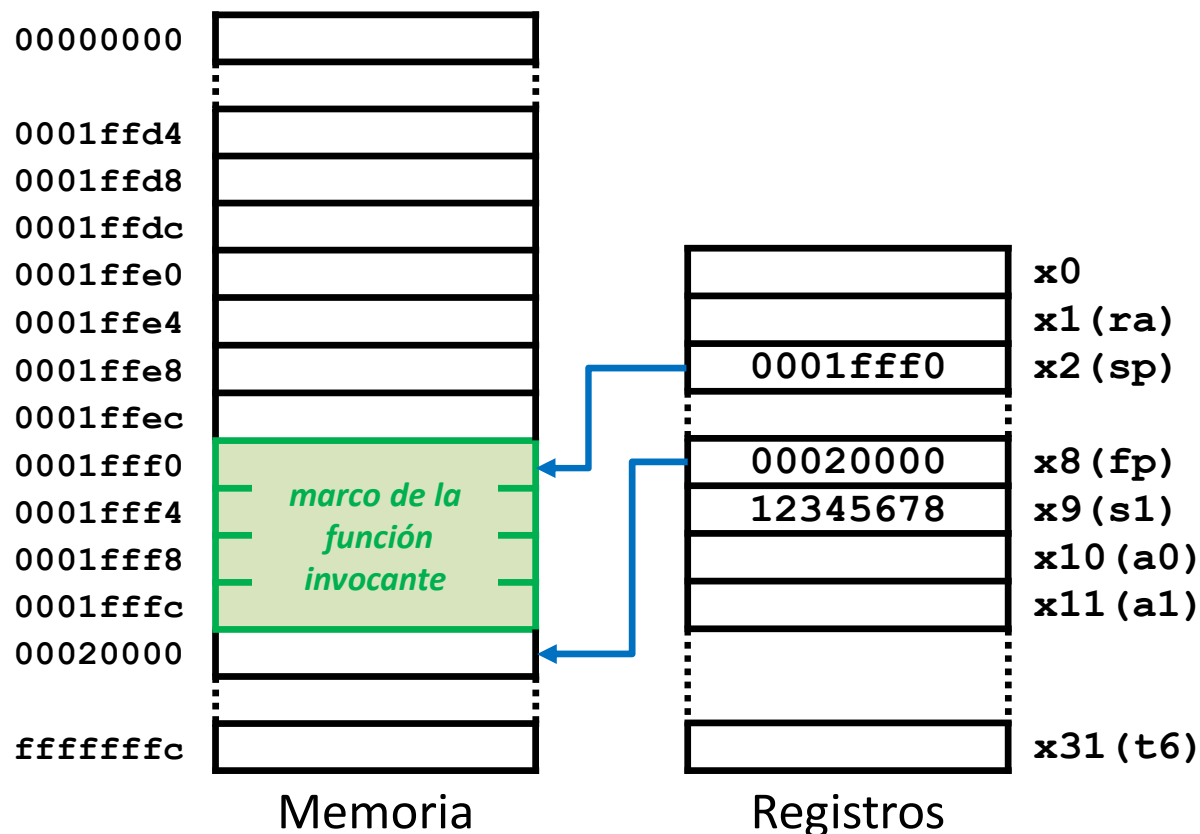 00000000
0001ffd4
0001ffd8
0001ffdc
0001ffe0
x0
0001ffe4
x1(ra)
0001ffe8
0001fff0
x2(sp)
0001ffec
0001fff0
00020000
x8(fp)
0001fff4
marco de la
función
invocante
12345678
x9(s1)
0001fff8
x10(a0)
0001fffc
x11(a1)
00020000
fffffffc
x31(t6)
Memoria
Registros